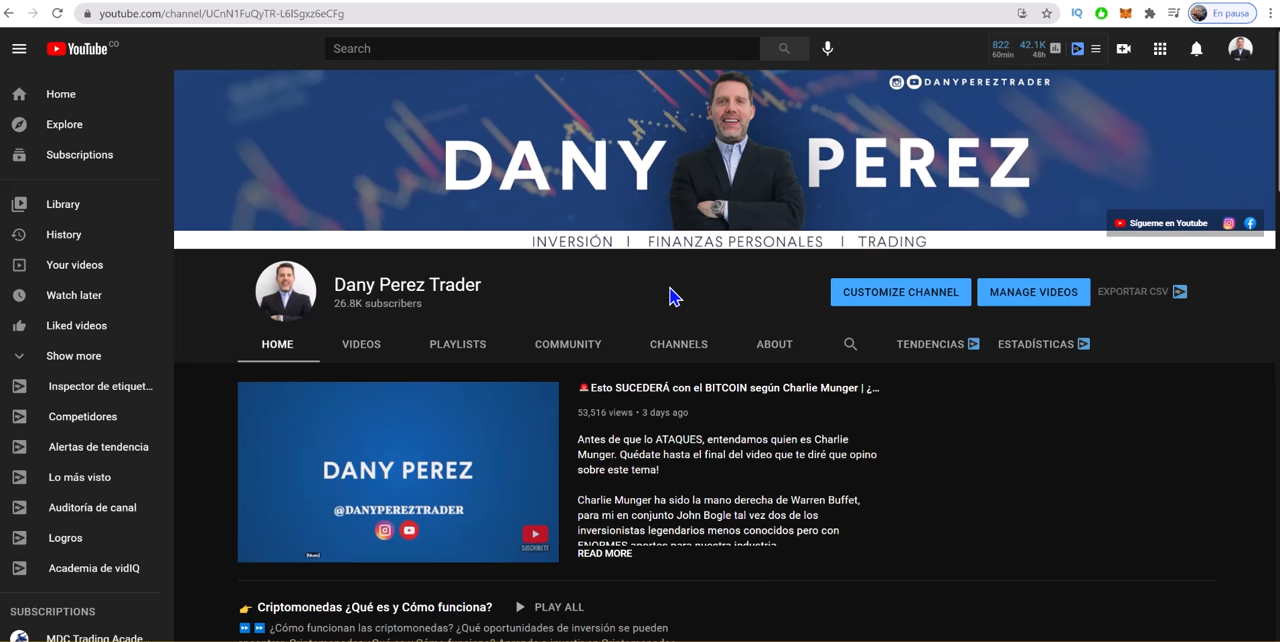 youtube.com/channel/UCnN1FuQyTR-L6lSgxz6eCFg
En pausa
YouTube CO
Search
822
60min
42.1K
48h
Home
Explore
Subscriptions
Library
History
Your videos
Watch later
Liked videos
Show more
Inspector de etiquet...
Competidores
Alertas de tendencia
Lo más visto
Auditoría de canal
Logros
Academia de vidIQ
SUBSCRIPTIONS
MDC Trading Acade
DANYPEREZTRADER
DANY PEREZ
Sígueme en Youtube
INVERSIÓN | FINANZAS PERSONALES | TRADING
Dany Perez Trader
26.8K subscribers
CUSTOMIZE CHANNEL
MANAGE VIDEOS
EXPORTAR CSV
HOME VIDEOS PLAYLISTS COMMUNITY CHANNELS ABOUT TENDENCIAS ESTADÍSTICAS
DANY PEREZ
@DANYPEREZTRADER
SUSCRIBETE
[Music]
Esto SUCEDERÁ con el BITCOIN según Charlie Munger | ¿...
53,516 views • 3 days ago
Antes de que lo ATAQUES, entendamos quien es Charlie
Munger. Quédate hasta el final del video que te diré que opino
sobre este tema!
Charlie Munger ha sido la mano derecha de Warren Buffet,
para mi en conjunto John Bogle tal vez dos de los
inversionistas legendarios menos conocidos pero con
ENORMES aportes para nuestra industria.
READ MORE
Criptomonedas ¿Qué es y Cómo funciona? PLAY ALL
¿Cómo funcionan las criptomonedas? ¿Qué oportunidades de inversión se pueden